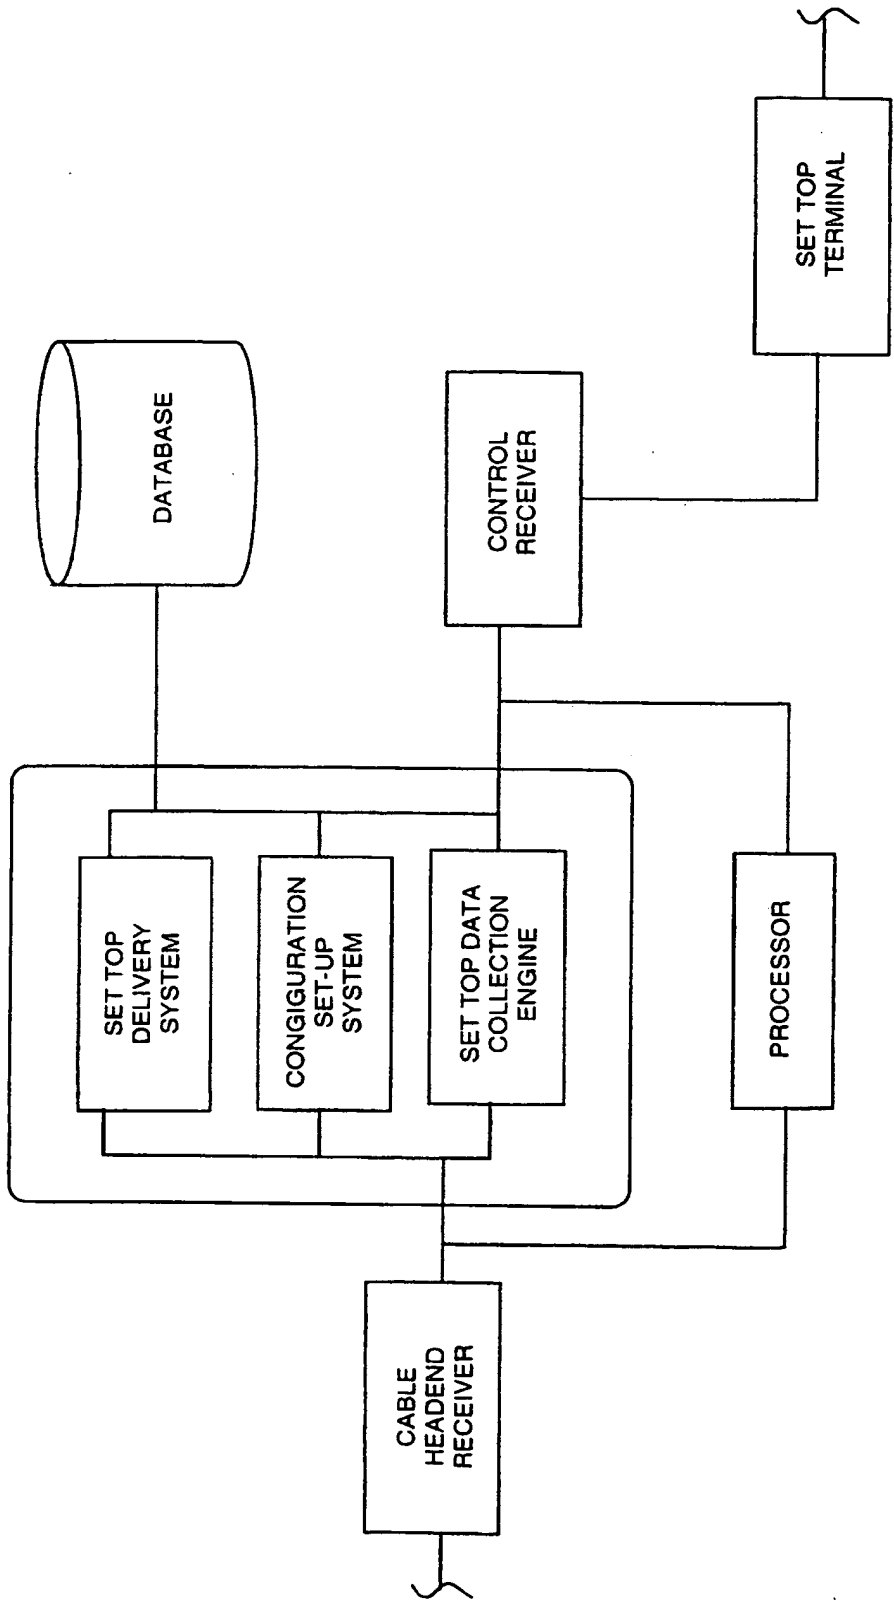 DATABASE
SET TOP
DELIVERY
SYSTEM
CONGIGURATION
SET-UP
SYSTEM
SET TOP DATA
COLLECTION
ENGINE
CABLE
HEADEND
RECEIVER
CONTROL
RECEIVER
PROCESSOR
SET TOP
TERMINAL